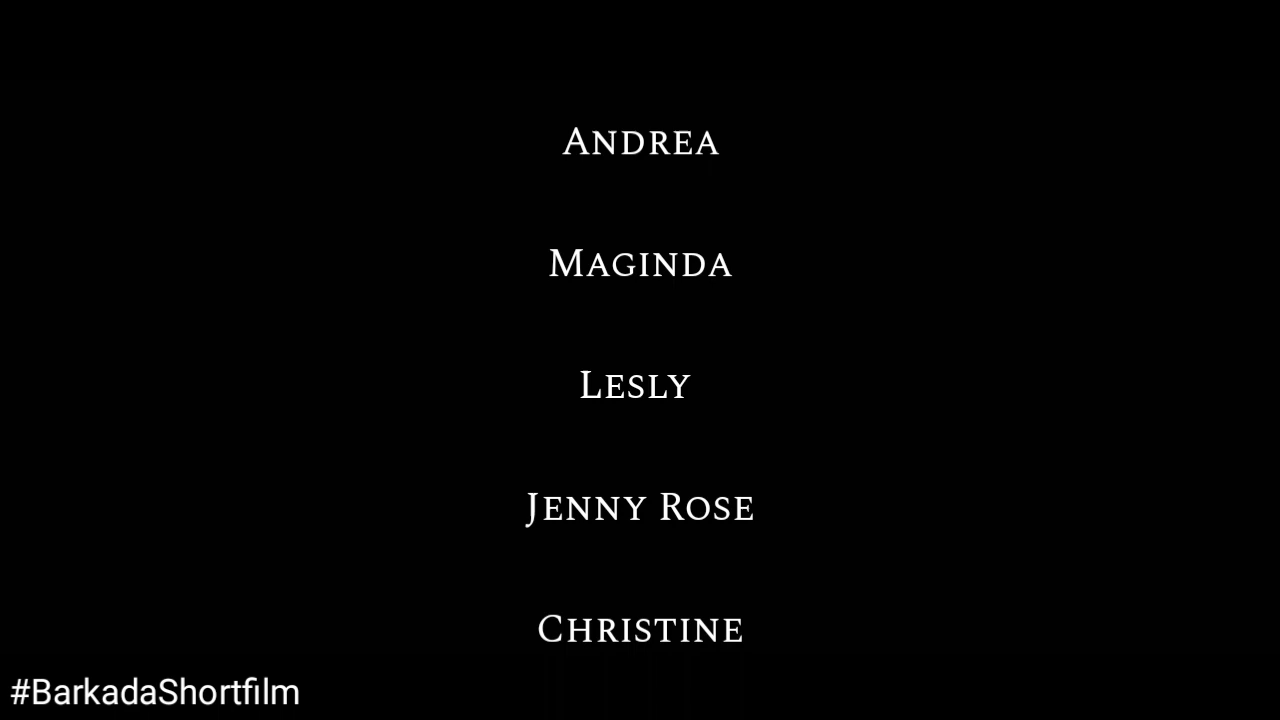 Andrea
Maginda
Lesly
Jenny Rose
Christine
#BarkadaShortfilm